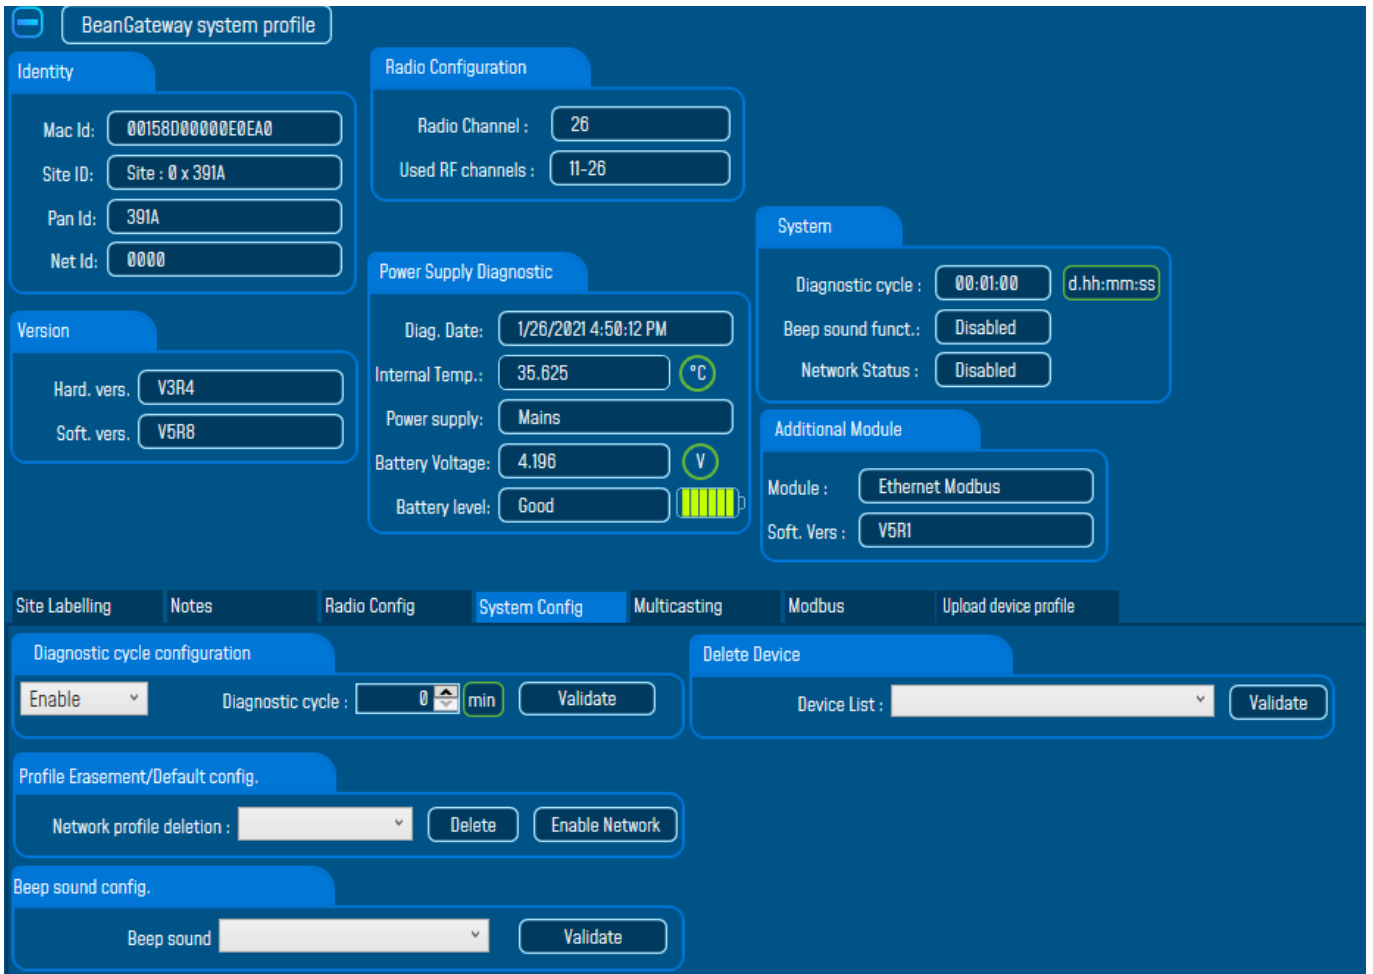 BeanGateway system profile
Identity
Mac Id: 00158D00000E0EA0
Site ID: Site : 0 x 391A
Pan Id: 391A
Net Id: 0000
Version
Hard. vers. V3R4
Soft. vers. V5R8
Radio Configuration
Radio Channel : 26
Used RF channels : 11-26
Power Supply Diagnostic
Diag. Date: 1/26/2021 4:50:12 PM
Internal Temp.: 35.625 °C
Power supply: Mains
Battery Voltage: 4.196 V
Battery level: Good
System
Diagnostic cycle : 00:01:00 d.hh:mm:ss
Beep sound funct.: Disabled
Network Status : Disabled
Additional Module
Module : Ethernet Modbus
Soft. Vers : V5R1
Site Labelling Notes Radio Config System Config Multicasting Modbus Upload device profile
Diagnostic cycle configuration
Enable Diagnostic cycle : 0 min Validate
Delete Device
Device List : Validate
Profile Erasement/Default config.
Network profile deletion : Delete Enable Network
Beep sound config.
Beep sound Validate